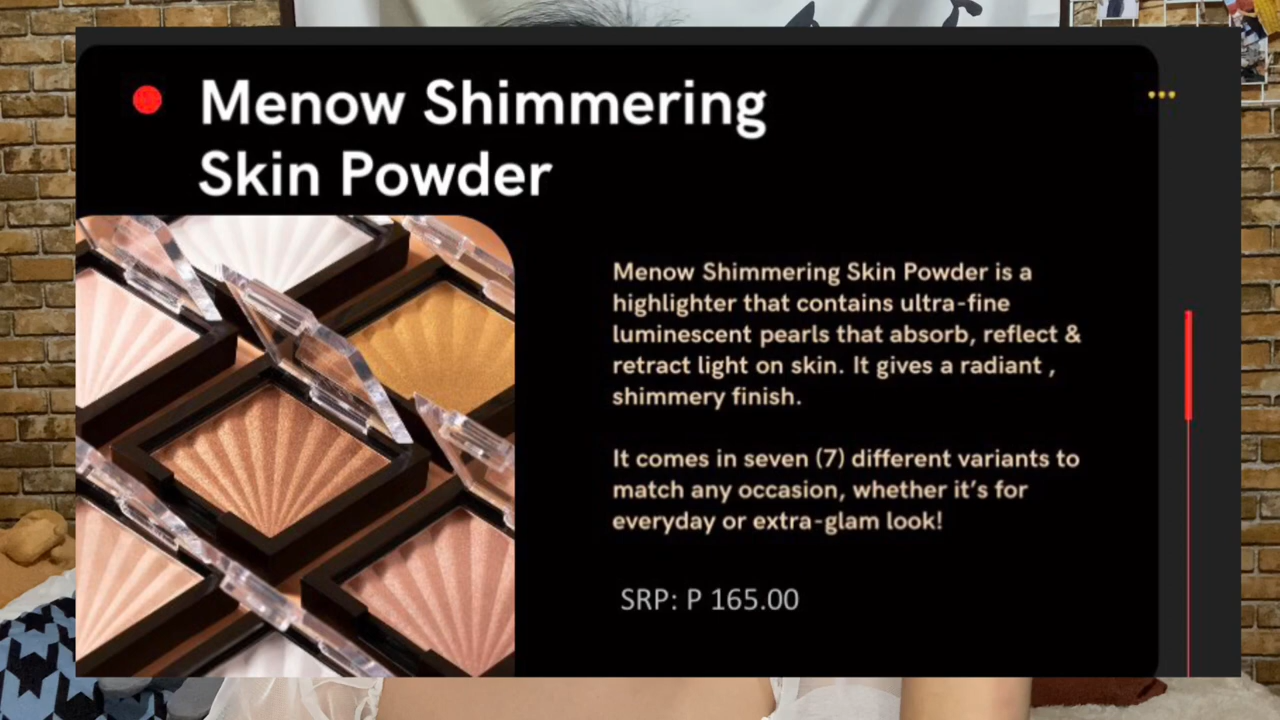 Menow Shimmering
Skin Powder
Menow Shimmering Skin Powder is a
highlighter that contains ultra-fine
luminescent pearls that absorb, reflect &
retract light on skin. It gives a radiant ,
shimmery finish.
It comes in seven (7) different variants to
match any occasion, whether it's for
everyday or extra-glam look!
SRP: P 165.00